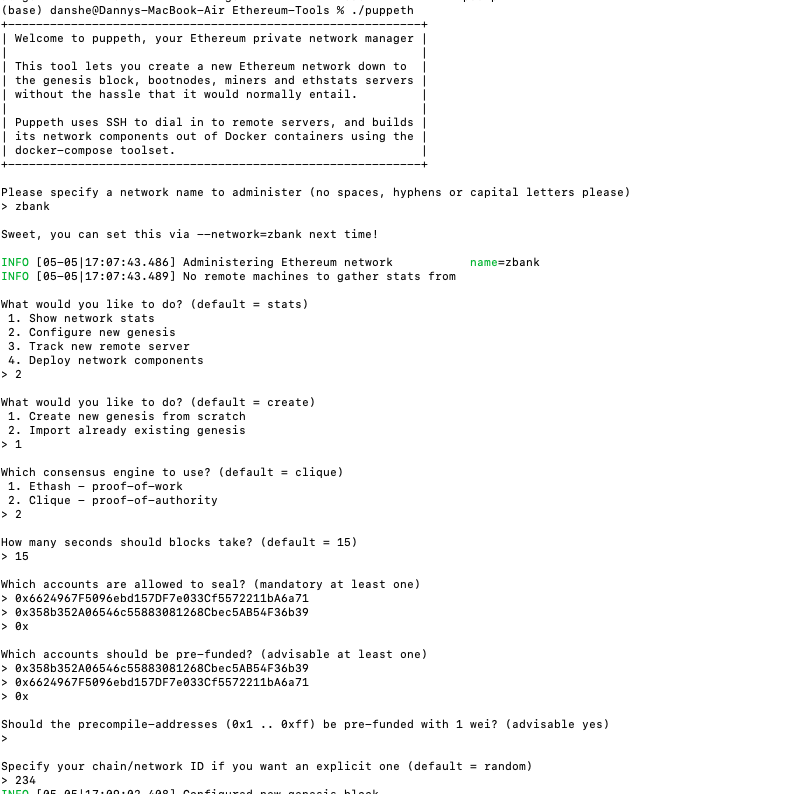 (base) danshe@Dannys-MacBook-Air Ethereum-Tools % ./puppeth
+-----------------------------------------------------------+
| Welcome to puppeth, your Ethereum private network manager |
|                                                           |
| This tool lets you create a new Ethereum network down to  |
| the genesis block, bootnodes, miners and ethstats servers |
| without the hassle that it would normally entail.         |
|                                                           |
| Puppeth uses SSH to dial in to remote servers, and builds |
| its network components out of Docker containers using the |
| docker-compose toolset.                                   |
+-----------------------------------------------------------+
Please specify a network name to administer (no spaces, hyphens or capital letters please)
> zbank
Sweet, you can set this via --network=zbank next time!
INFO [05-05|17:07:43.486] Administering Ethereum network           name=zbank
INFO [05-05|17:07:43.489] No remote machines to gather stats from
What would you like to do? (default = stats)
 1. Show network stats
 2. Configure new genesis
 3. Track new remote server
 4. Deploy network components
> 2
What would you like to do? (default = create)
 1. Create new genesis from scratch
 2. Import already existing genesis
> 1
Which consensus engine to use? (default = clique)
 1. Ethash - proof-of-work
 2. Clique - proof-of-authority
> 2
How many seconds should blocks take? (default = 15)
> 15
Which accounts are allowed to seal? (mandatory at least one)
> 0x6624967F5096ebd157DF7e033Cf5572211bA6a71
> 0x358b352A06546c55883081268Cbec5AB54F36b39
> 0x
Which accounts should be pre-funded? (advisable at least one)
> 0x358b352A06546c55883081268Cbec5AB54F36b39
> 0x6624967F5096ebd157DF7e033Cf5572211bA6a71
> 0x
Should the precompile-addresses (0x1 .. 0xff) be pre-funded with 1 wei? (advisable yes)
>
Specify your chain/network ID if you want an explicit one (default = random)
> 234
INFO [05-05|17:09:02.408] Configured new genesis block